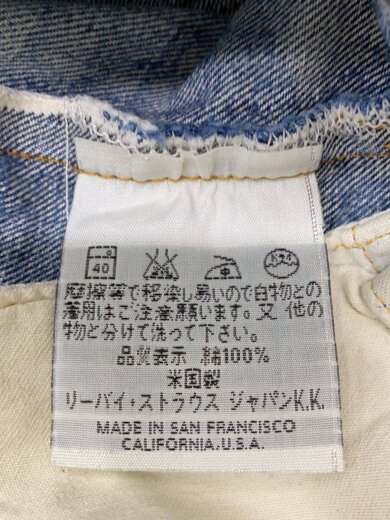 40
摩擦等で移染し易いので白物との
着用はご注意願います。又 他の
物と分けて洗って下さい。
品質表示 綿100%
米国製
リーバイ・ストラウス ジャパンK.K.
MADE IN SAN FRANCISCO
CALIFORNIA.U.S.A.